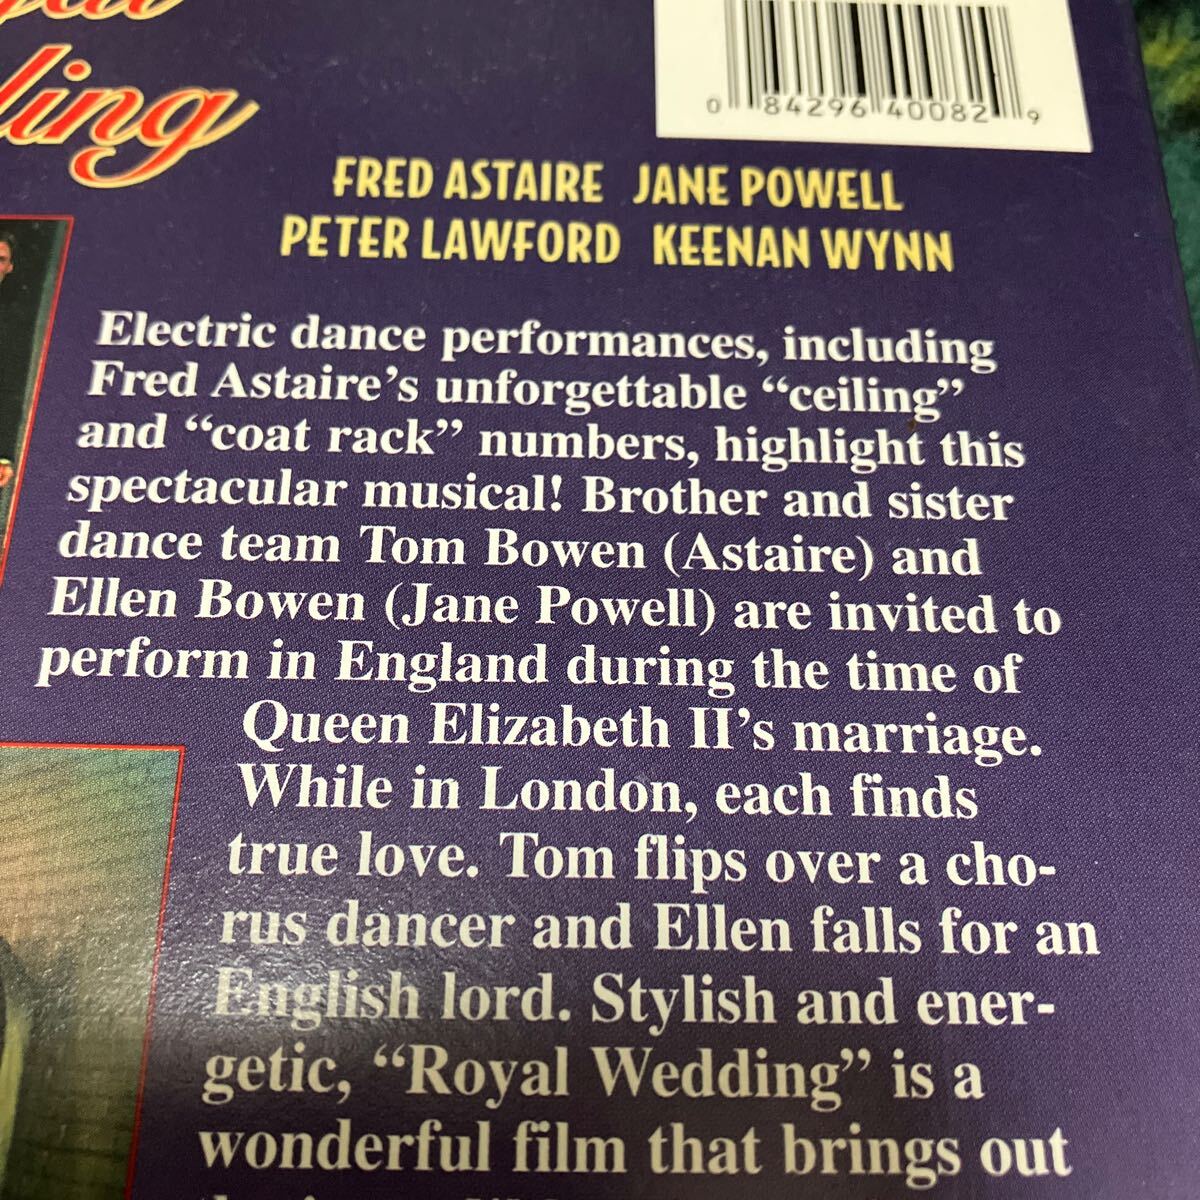 ling
0 84296 40082 9
FRED ASTAIRE JANE POWELL
PETER LAWFORD KEENAN WYNN
Electric dance performances, including
Fred Astaire's unforgettable “ceiling”
and “coat rack” numbers, highlight this
spectacular musical! Brother and sister
dance team Tom Bowen (Astaire) and
Ellen Bowen (Jane Powell) are invited to
perform in England during the time of
Queen Elizabeth II's marriage.
While in London, each finds
true love. Tom flips over a cho-
rus dancer and Ellen falls for an
English lord. Stylish and ener-
getic, “Royal Wedding” is a
wonderful film that brings out